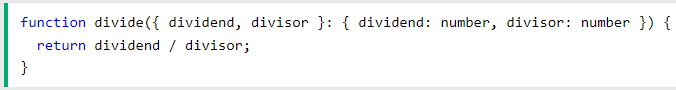 function divide({ dividend, divisor }: { dividend: number, divisor: number }) {
  return dividend / divisor;
}